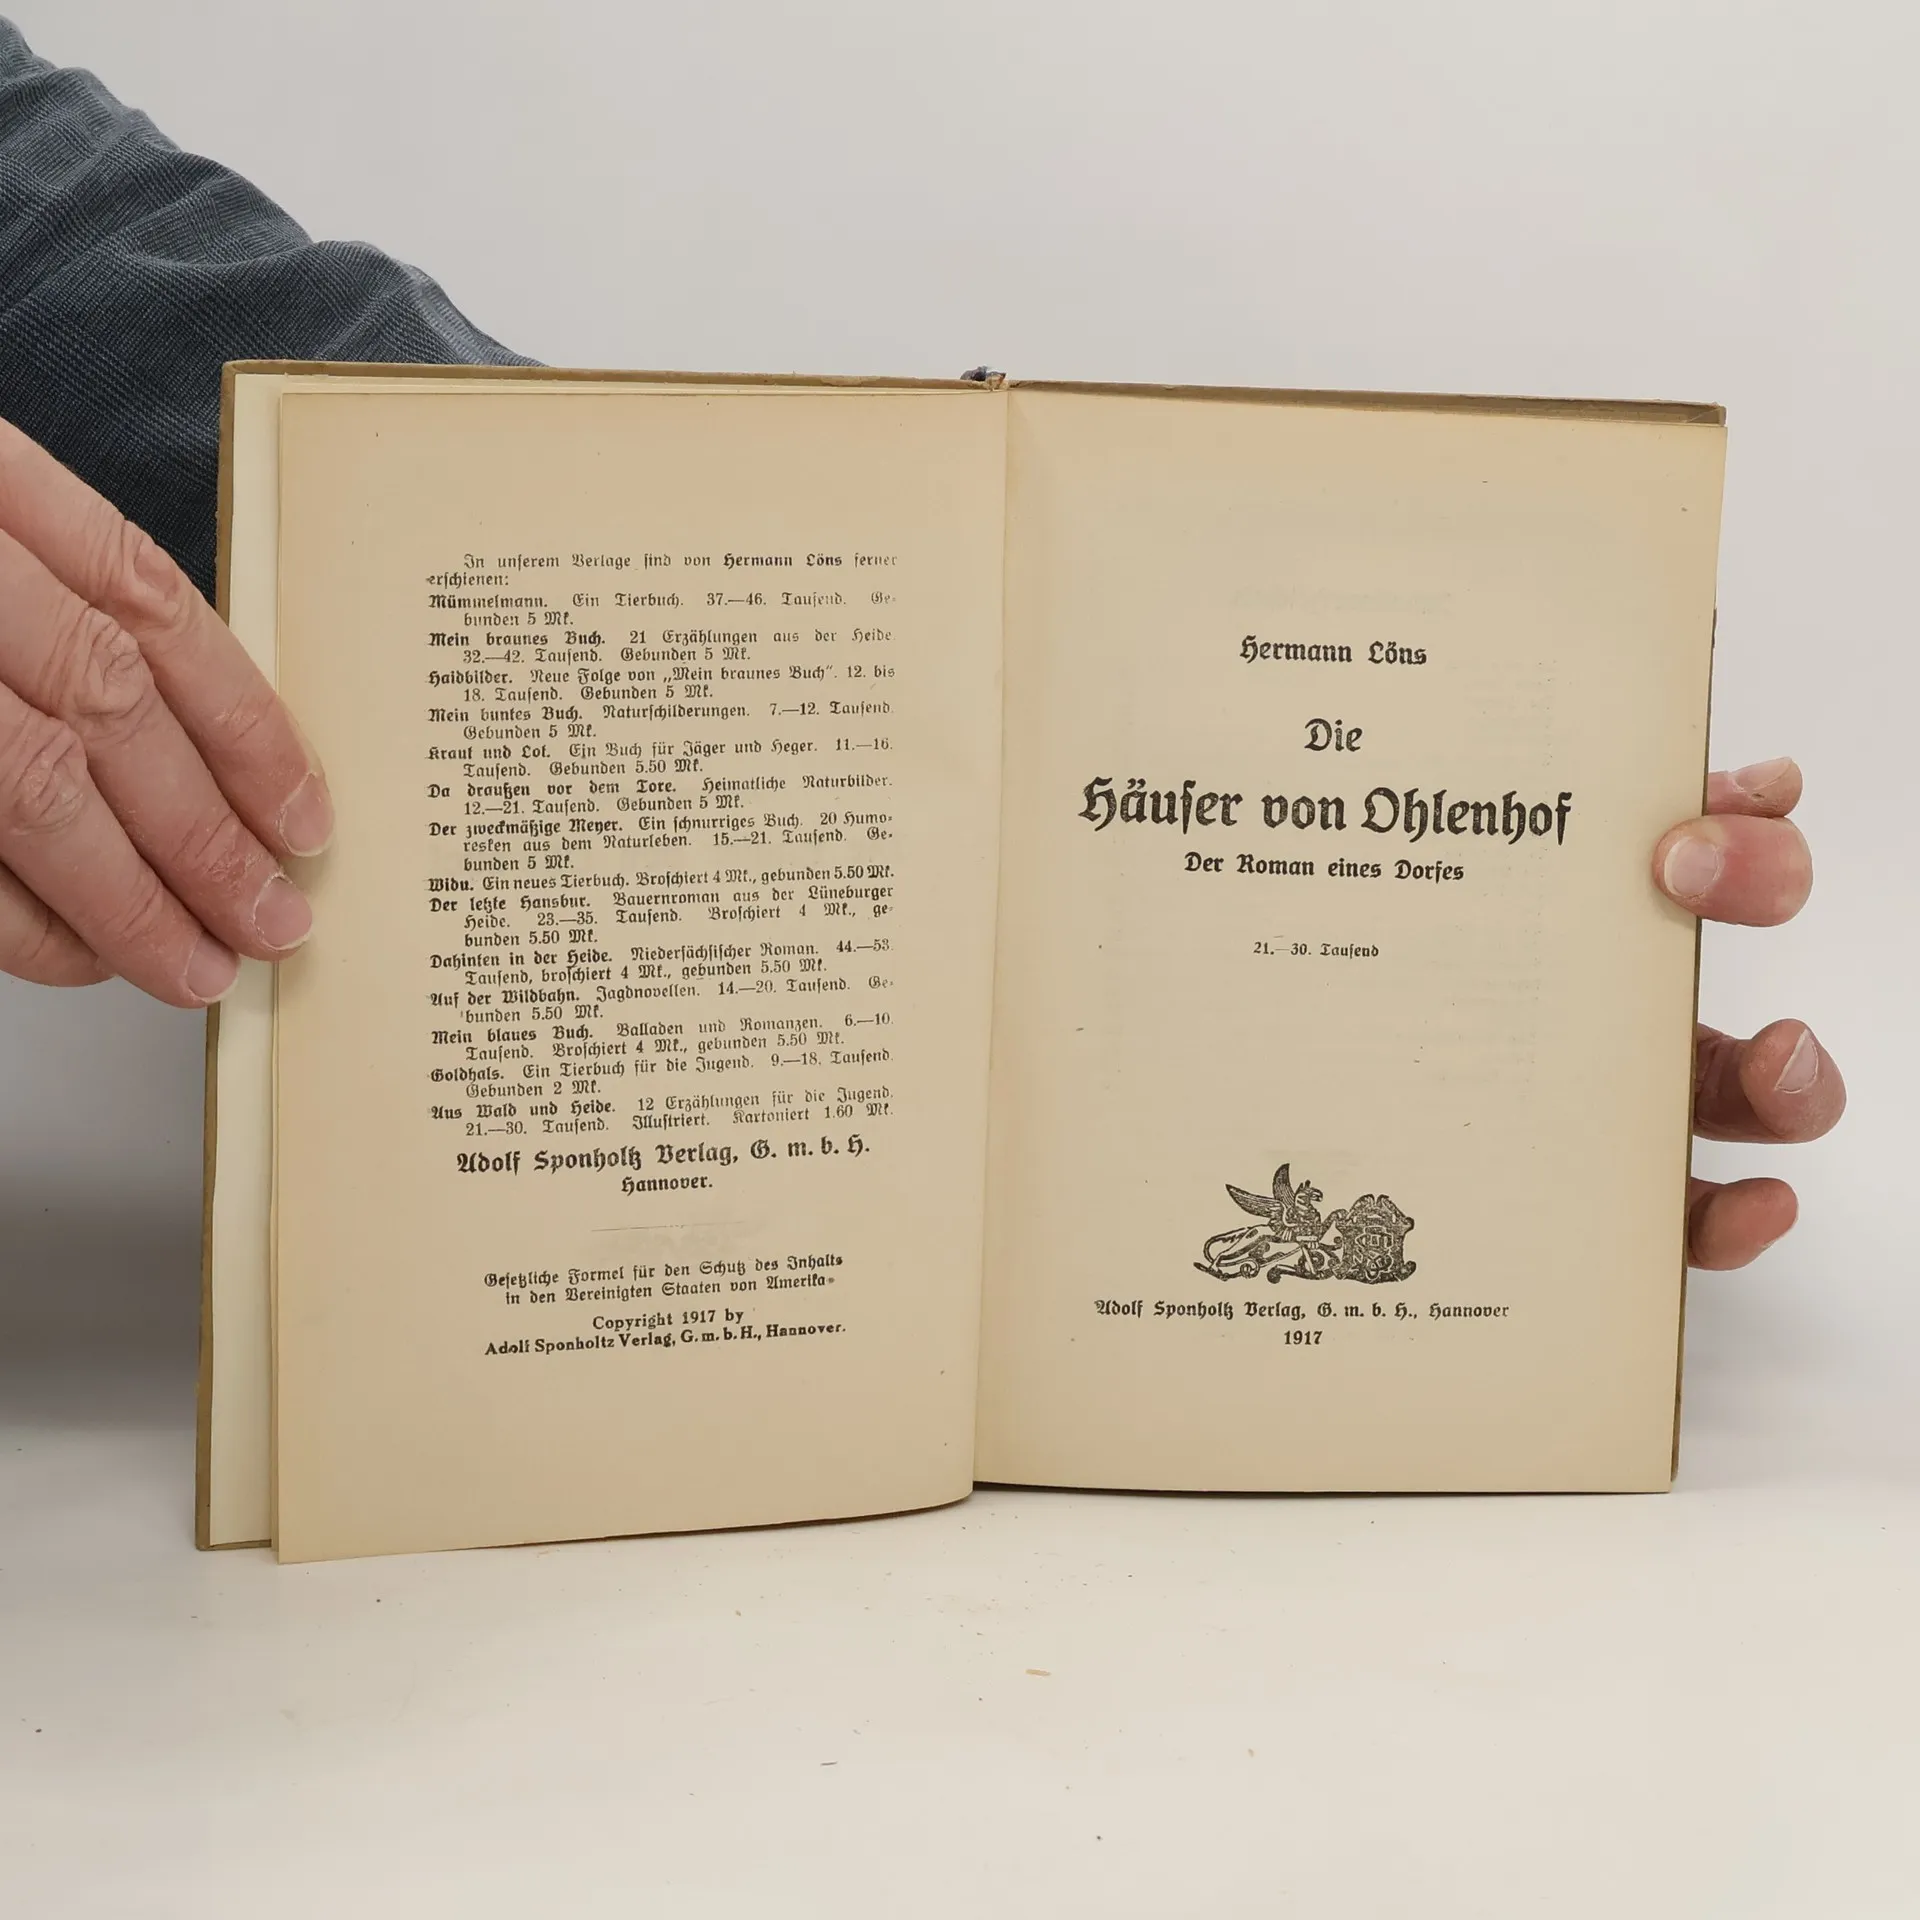 In unserem Verlage sind von Hermann Löns ferner
erschienen:
Mümmelmann. Ein Tierbuch. 37.—46. Tausend. Ge-
bunden 5 Mk.
Mein braunes Buch. 21 Erzählungen aus der Heide.
32.—42. Tausend. Gebunden 5 Mk.
Haidbilder. Neue Folge von „Mein braunes Buch“. 12. bis
18. Tausend. Gebunden 5 Mk.
Mein buntes Buch. Naturschilderungen. 7.—12. Tausend.
Gebunden 5 Mk.
Kraut und Lot. Ein Buch für Jäger und Heger. 11.—16.
Tausend. Gebunden 5.50 Mk.
Da draußen vor dem Tore. Heimatliche Naturbilder.
12.—21. Tausend. Gebunden 5 Mk.
Der zweckmäßige Meyer. Ein schnurriges Buch. 20 Humo-
resken aus dem Naturleben. 15.—21. Tausend. Ge-
bunden 5 Mk.
Widu. Ein neues Tierbuch. Broschiert 4 Mk., gebunden 5.50 Mk.
Der letzte Hansbur. Bauernroman aus der Lüneburger
Heide. 23.—35. Tausend. Broschiert 4 Mk., ge-
bunden 5.50 Mk.
Dahinten in der Heide. Niedersächsischer Roman. 44.—53.
Tausend, broschiert 4 Mk., gebunden 5.50 Mk.
Auf der Wildbahn. Jagdnovellen. 14.—20. Tausend. Ge-
bunden 5.50 Mk.
Mein blaues Buch. Balladen und Romanzen. 6.—10.
Tausend. Broschiert 4 Mk., gebunden 5.50 Mk.
Goldhals. Ein Tierbuch für die Jugend. 9.—18. Tausend.
Gebunden 2 Mk.
Aus Wald und Heide. 12 Erzählungen für die Jugend.
21.—30. Tausend. Illustriert. Kartoniert 1.60 Mk.
Adolf Sponholtz Verlag, G. m. b. H.
Hannover.
Gesetzliche Formel für den Schutz des Inhalts
in den Vereinigten Staaten von Amerika-
Copyright 1917 by
Adolf Sponholtz Verlag, G. m. b. H., Hannover.
Hermann Löns
Die
Häuser von Ohlenhof
Der Roman eines Dorfes
21.—30. Tausend
Adolf Sponholtz Verlag, G. m. b. H., Hannover
1917